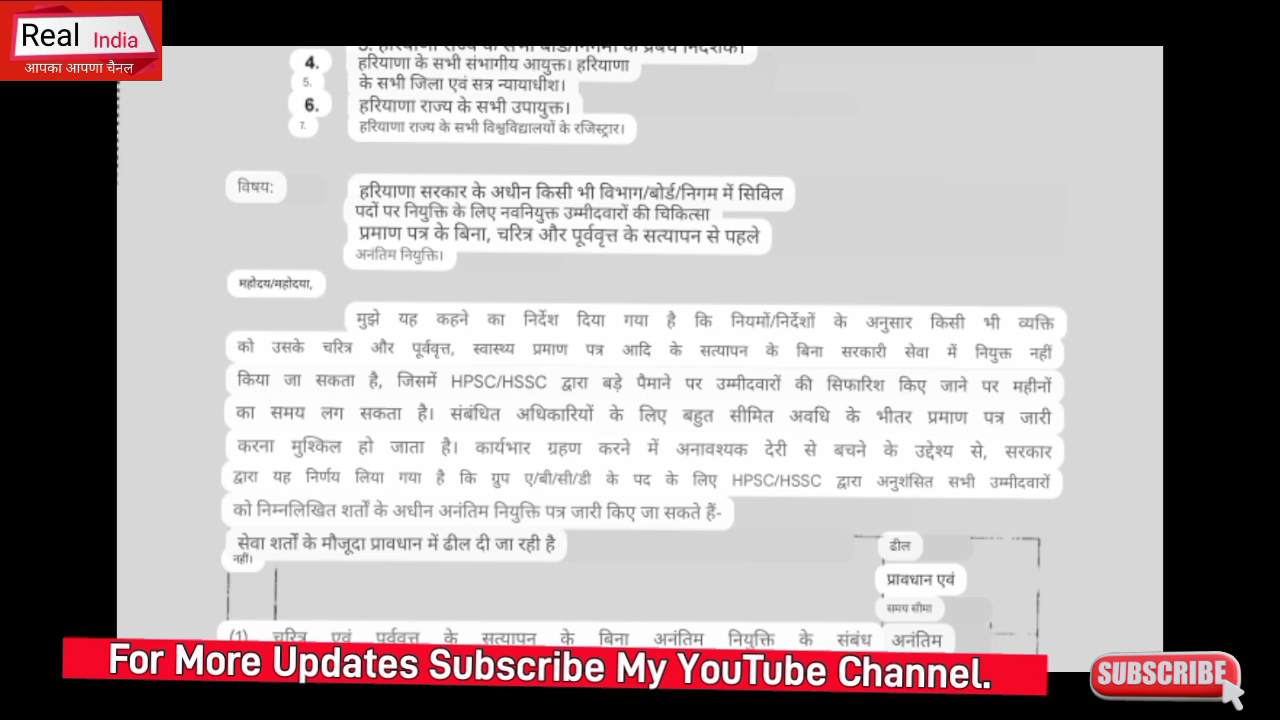 Real India
आपका आपणा चैनल
3. हरियाणा राज्य के सभी बोर्ड/निगमों के प्रबंध निदेशक।
4. हरियाणा के सभी संभागीय आयुक्त। हरियाणा
5. के सभी जिला एवं सत्र न्यायाधीश।
6. हरियाणा राज्य के सभी उपायुक्त।
7. हरियाणा राज्य के सभी विश्वविद्यालयों के रजिस्ट्रार।
विषय: हरियाणा सरकार के अधीन किसी भी विभाग/बोर्ड/निगम में सिविल
पदों पर नियुक्ति के लिए नवनियुक्त उम्मीदवारों की चिकित्सा
प्रमाण पत्र के बिना, चरित्र और पूर्ववृत्त के सत्यापन से पहले
अनंतिम नियुक्ति।
महोदय/महोदया,
मुझे यह कहने का निर्देश दिया गया है कि नियमों/निर्देशों के अनुसार किसी भी व्यक्ति
को उसके चरित्र और पूर्ववृत्त, स्वास्थ्य प्रमाण पत्र आदि के सत्यापन के बिना सरकारी सेवा में नियुक्त नहीं
किया जा सकता है, जिसमें HPSC/HSSC द्वारा बड़े पैमाने पर उम्मीदवारों की सिफारिश किए जाने पर महीनों
का समय लग सकता है। संबंधित अधिकारियों के लिए बहुत सीमित अवधि के भीतर प्रमाण पत्र जारी
करना मुश्किल हो जाता है। कार्यभार ग्रहण करने में अनावश्यक देरी से बचने के उद्देश्य से, सरकार
द्वारा यह निर्णय लिया गया है कि ग्रुप ए/बी/सी/डी के पद के लिए HPSC/HSSC द्वारा अनुशंसित सभी उम्मीदवारों
को निम्नलिखित शर्तों के अधीन अनंतिम नियुक्ति पत्र जारी किए जा सकते हैं-
सेवा शर्तों के मौजूदा प्रावधान में ढील दी जा रही है ढील
नहीं।
प्रावधान एवं
समय सीमा
(1) चरित्र एवं पूर्ववृत्त के सत्यापन के बिना अनंतिम नियुक्ति के संबंध अनंतिम
For More Updates Subscribe My YouTube Channel.
SUBSCRIBE